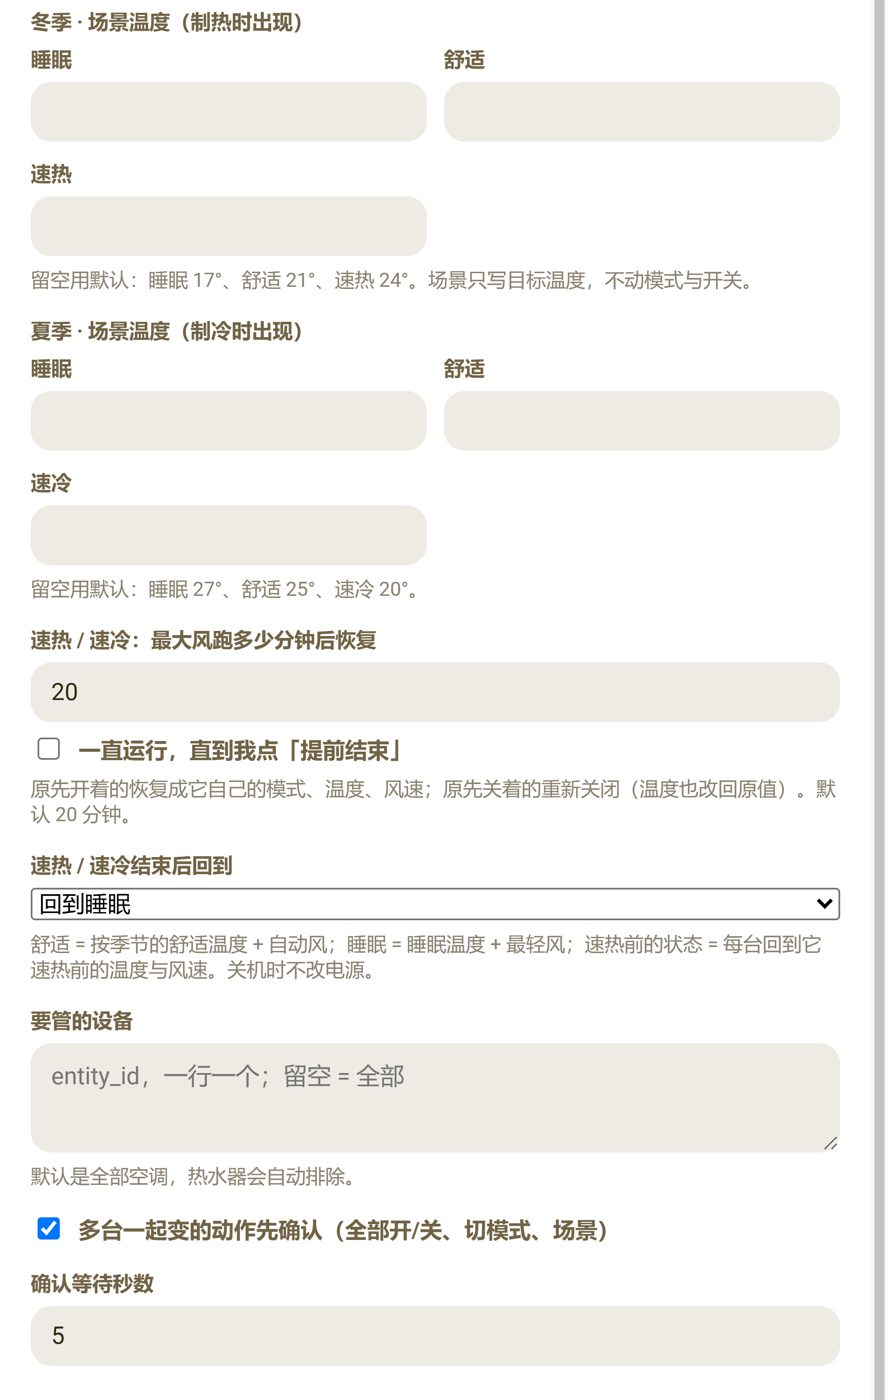 冬季 · 场景温度（制热时出现）
睡眠
舒适
速热
留空用默认：睡眠 17°、舒适 21°、速热 24°。场景只写目标温度，不动模式与开关。
夏季 · 场景温度（制冷时出现）
睡眠
舒适
速冷
留空用默认：睡眠 27°、舒适 25°、速冷 20°。
速热 / 速冷：最大风跑多少分钟后恢复
20
一直运行，直到我点「提前结束」
原先开着的恢复成它自己的模式、温度、风速；原先关着的重新关闭（温度也改回原值）。默
认 20 分钟。
速热 / 速冷结束后回到
回到睡眠
舒适 = 按季节的舒适温度 + 自动风；睡眠 = 睡眠温度 + 最轻风；速热前的状态 = 每台回到它
速热前的温度与风速。关机时不改电源。
要管的设备
entity_id，一行一个；留空 = 全部
默认是全部空调，热水器会自动排除。
多台一起变的动作先确认（全部开/关、切模式、场景）
确认等待秒数
5